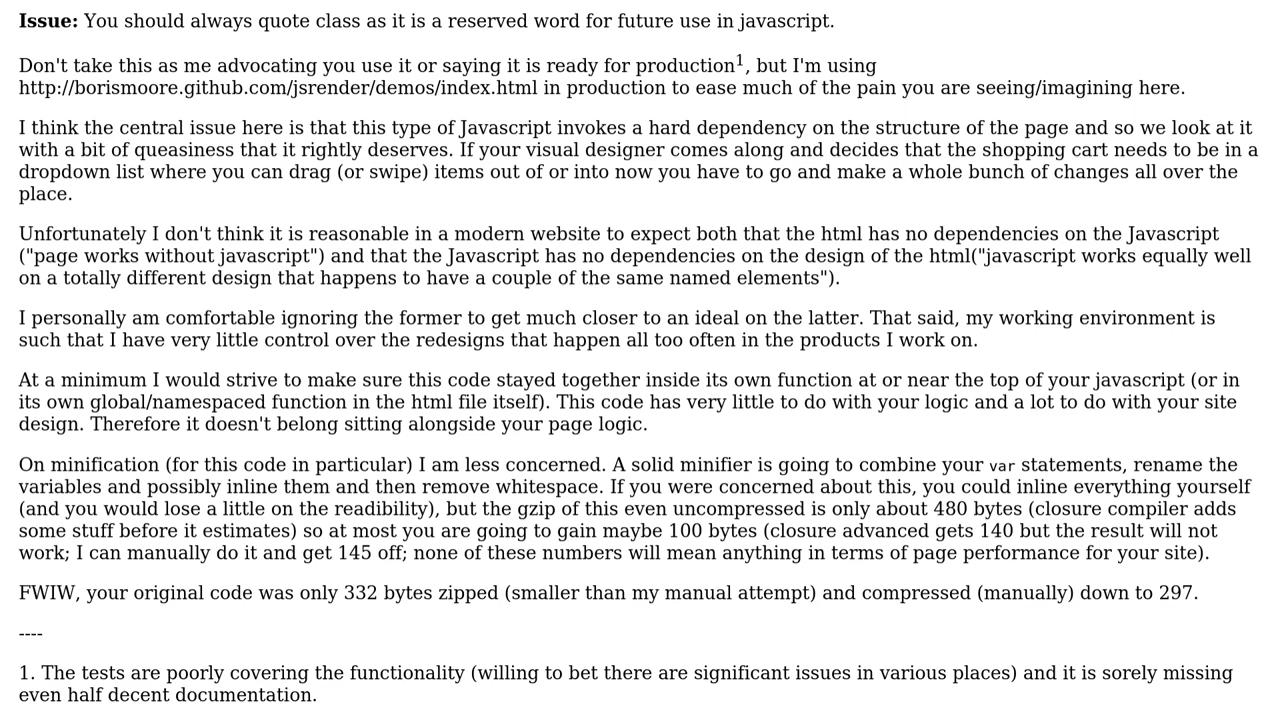 Issue: You should always quote class as it is a reserved word for future use in javascript.
Don't take this as me advocating you use it or saying it is ready for production1, but I'm using
http://borismoore.github.com/jsrender/demos/index.html in production to ease much of the pain you are seeing/imagining here.
I think the central issue here is that this type of Javascript invokes a hard dependency on the structure of the page and so we look at it
with a bit of queasiness that it rightly deserves. If your visual designer comes along and decides that the shopping cart needs to be in a
dropdown list where you can drag (or swipe) items out of or into now you have to go and make a whole bunch of changes all over the
place.
Unfortunately I don't think it is reasonable in a modern website to expect both that the html has no dependencies on the Javascript
("page works without javascript") and that the Javascript has no dependencies on the design of the html("javascript works equally well
on a totally different design that happens to have a couple of the same named elements").
I personally am comfortable ignoring the former to get much closer to an ideal on the latter. That said, my working environment is
such that I have very little control over the redesigns that happen all too often in the products I work on.
At a minimum I would strive to make sure this code stayed together inside its own function at or near the top of your javascript (or in
its own global/namespaced function in the html file itself). This code has very little to do with your logic and a lot to do with your site
design. Therefore it doesn't belong sitting alongside your page logic.
On minification (for this code in particular) I am less concerned. A solid minifier is going to combine your var statements, rename the
variables and possibly inline them and then remove whitespace. If you were concerned about this, you could inline everything yourself
(and you would lose a little on the readibility), but the gzip of this even uncompressed is only about 480 bytes (closure compiler adds
some stuff before it estimates) so at most you are going to gain maybe 100 bytes (closure advanced gets 140 but the result will not
work; I can manually do it and get 145 off; none of these numbers will mean anything in terms of page performance for your site).
FWIW, your original code was only 332 bytes zipped (smaller than my manual attempt) and compressed (manually) down to 297.
----
1. The tests are poorly covering the functionality (willing to bet there are significant issues in various places) and it is sorely missing
even half decent documentation.